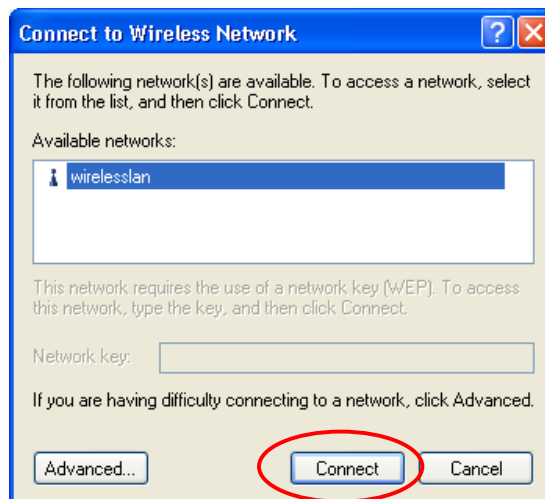 Connect to Wireless Network
The following network(s) are available. To access a network, select
it from the list, and then click Connect.
Available networks:
wirelesslan
This network requires the use of a network key (WEP). To access
this network, type the key, and then click Connect.
Network key:
If you are having difficulty connecting to a network, click Advanced.
Advanced... Connect Cancel